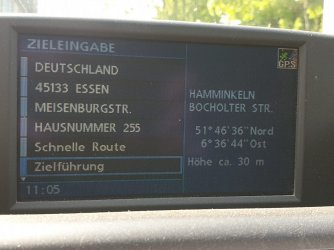 ZIELEINGABE
GPS
DEUTSCHLAND
45133 ESSEN
MEISENBURGSTR.
HAUSNUMMER 255
Schnelle Route
Zielführung
HAMMINKELN
BOCHOLTER STR.
51°46'36"Nord
6°36'44"Ost
Höhe ca. 30 m
11:05